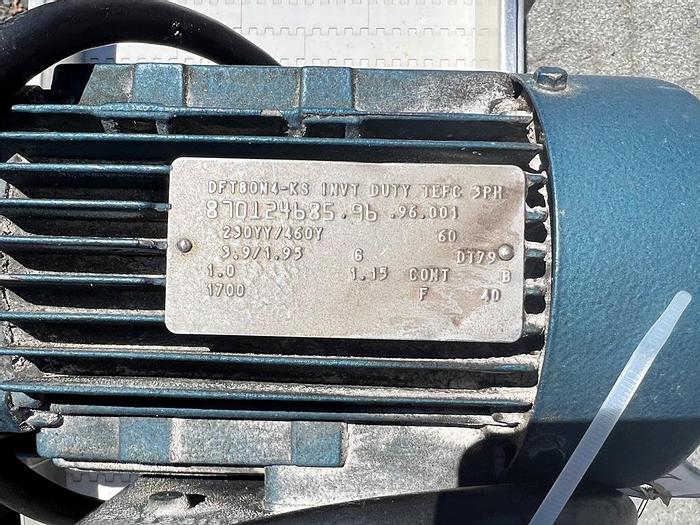 DFT80N4-KS INVT DUTY TEFC 3PH
870124685.96 .96.001
230YY/460Y 60
3.9/1.95 G DT79
1.0 1.15 CONT B
1700 F 40